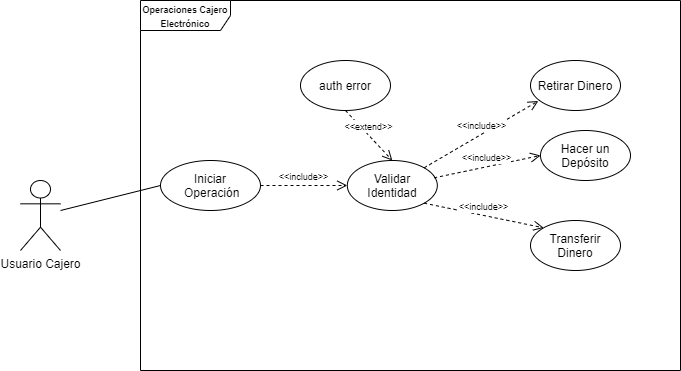 Operaciones Cajero
Electrónico
auth error
Retirar Dinero
<<extend>>
<<include>>
Hacer un
Depósito
<<include>>
Iniciar
Operación
<<include>>
Validar
Identidad
<<include>>
Transferir
Dinero
Usuario Cajero